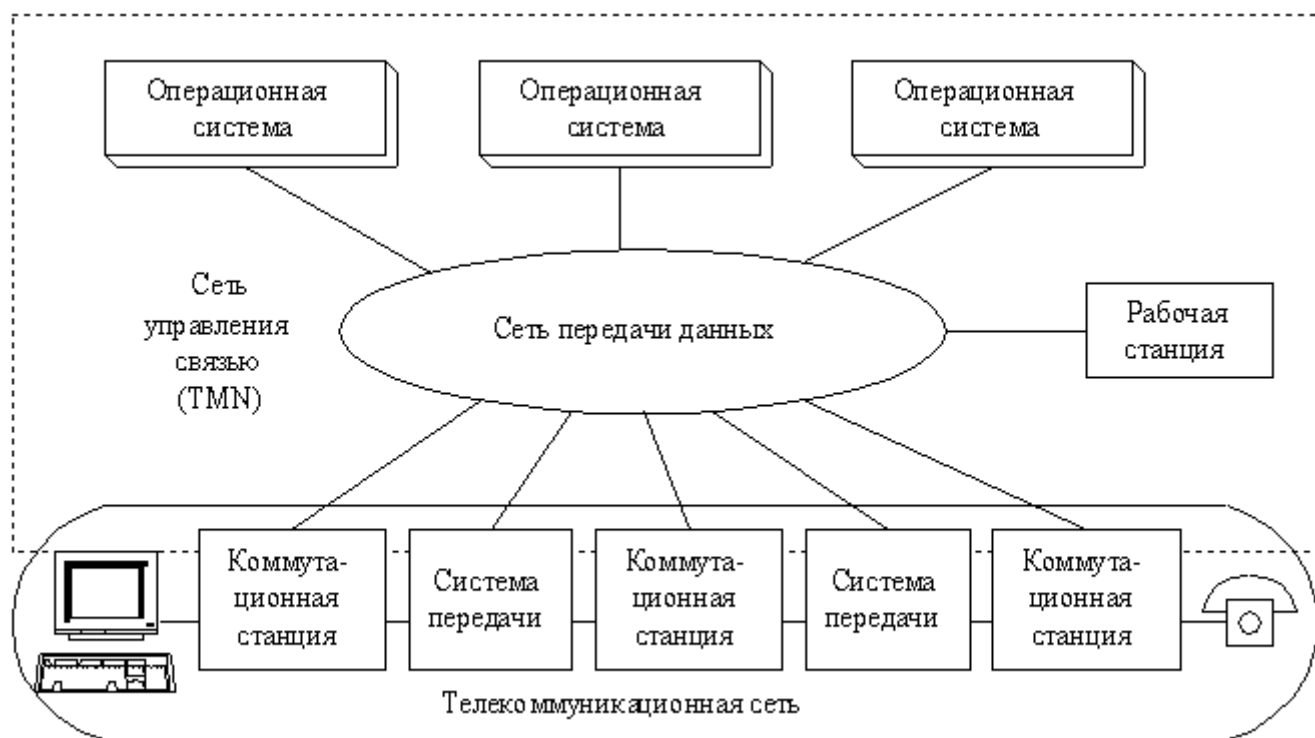 Операционная
система
Операционная
система
Операционная
система
Сеть
управления
связью
(TMN)
Сеть передачи данных
Рабочая
станция
Коммута-
ционная
станция
Система
передачи
Коммута-
ционная
станция
Система
передачи
Коммута-
ционная
станция
Телекоммуникационная сеть